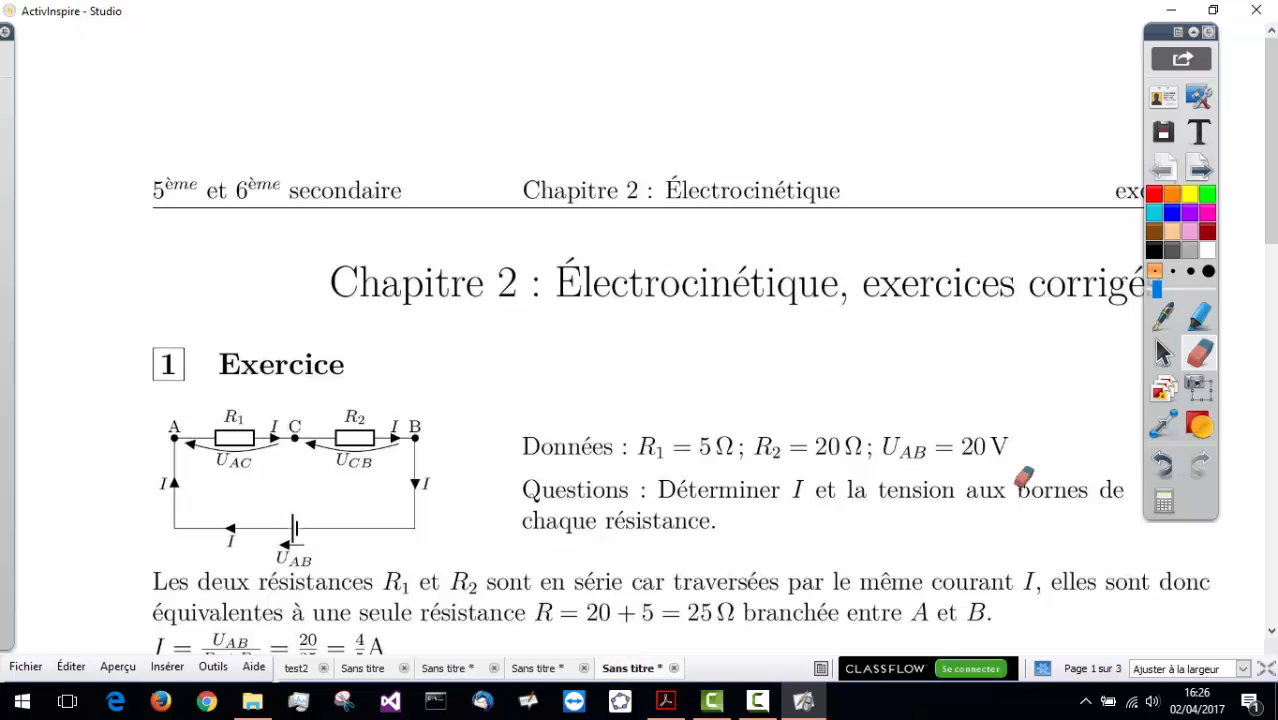 ActivInspire - Studio
5ème et 6ème secondaire Chapitre 2 : Électrocinétique
Chapitre 2 : Électrocinétique, exercices corrigé
1 Exercice
A R1 I C R2 I B
UAC UCB
I I
I
UAB
Données : R1 = 5 Ω ; R2 = 20 Ω ; UAB = 20 V
Questions : Déterminer I et la tension aux bornes de
chaque résistance.
Les deux résistances R1 et R2 sont en série car traversées par le même courant I, elles sont donc
équivalentes à une seule résistance R = 20 + 5 = 25 Ω branchée entre A et B.
T
Fichier Éditer Aperçu Insérer Outils Aide test2 Sans titre Sans titre * Sans titre * Sans titre * CLASSFLOW Se connecter Page 1 sur 3 Ajuster à la largeur
16:26
02/04/2017